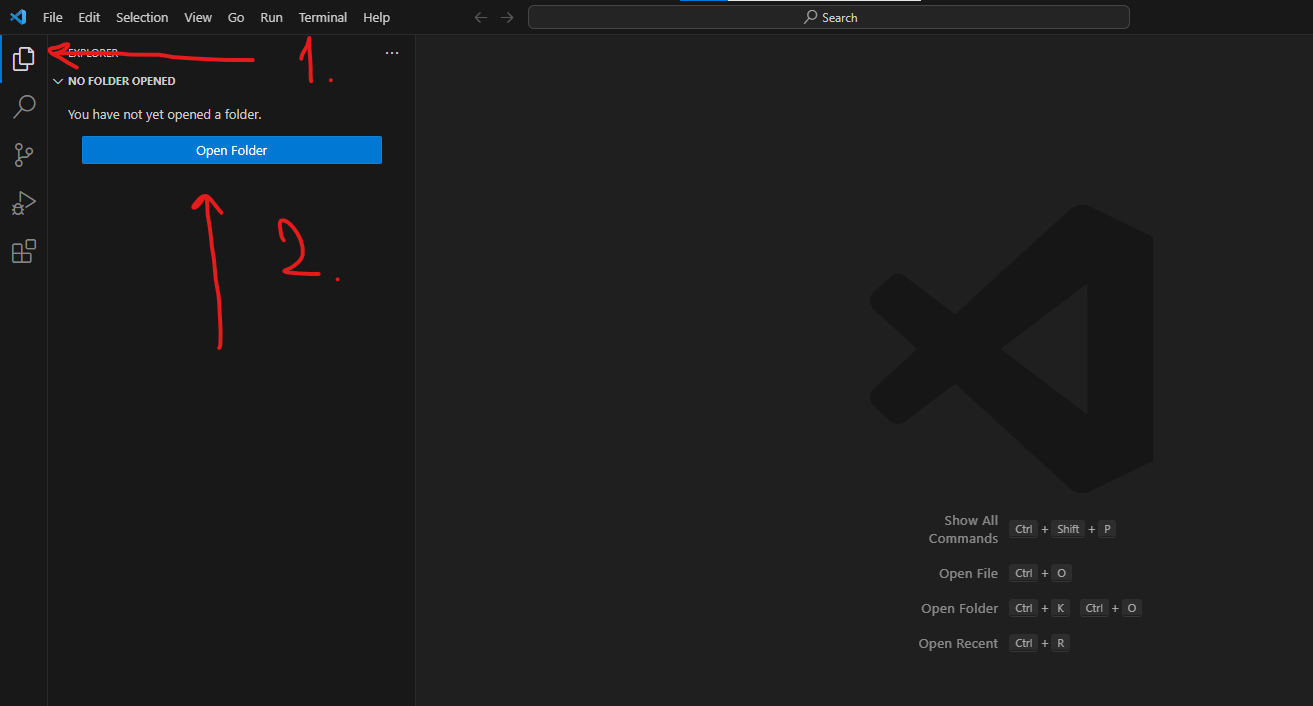 File Edit Selection View Go Run Terminal Help Search
EXPLORER ...
1.
NO FOLDER OPENED
You have not yet opened a folder.
Open Folder
2.
Show All Commands Ctrl + Shift + P
Open File Ctrl + O
Open Folder Ctrl + K Ctrl + O
Open Recent Ctrl + R